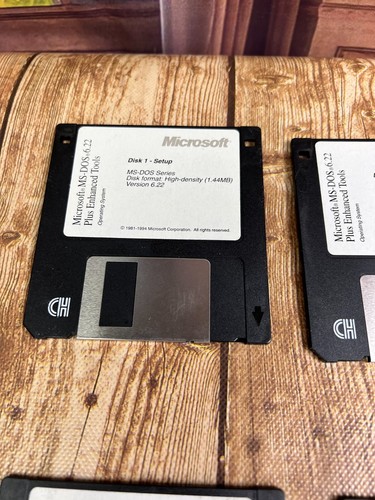 Microsoft
Disk 1 - Setup
MS-DOS Series
Disk format: High-density (1.44MB)
Version 6.22
© 1981-1994 Microsoft Corporation. All rights reserved.
Microsoft® MS-DOS® 6.22
Plus Enhanced Tools
Operating System
Microsoft® MS-DOS® 6.22
Plus Enhanced Tools
Operating System